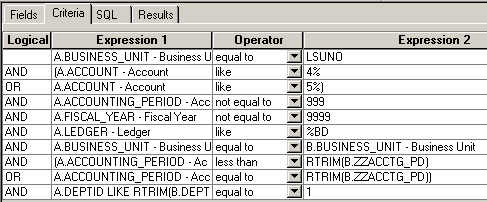 Fields Criteria SQL Results
Logical Expression 1 Operator Expression 2
A.BUSINESS_UNIT - Business U equal to LSUNO
AND (A.ACCOUNT - Account like 4%
OR A.ACCOUNT - Account like 5%)
AND A.ACCOUNTING_PERIOD - Acc not equal to 999
AND A.FISCAL_YEAR - Fiscal Year not equal to 9999
AND A.LEDGER - Ledger like %BD
AND A.BUSINESS_UNIT - Business U equal to B.BUSINESS_UNIT - Business Unit
AND (A.ACCOUNTING_PERIOD - Ac less than RTRIM(B.ZZACCTG_PD)
OR A.ACCOUNTING_PERIOD - Acc equal to RTRIM(B.ZZACCTG_PD))
AND A.DEPTID LIKE RTRIM(B.DEPT equal to 1